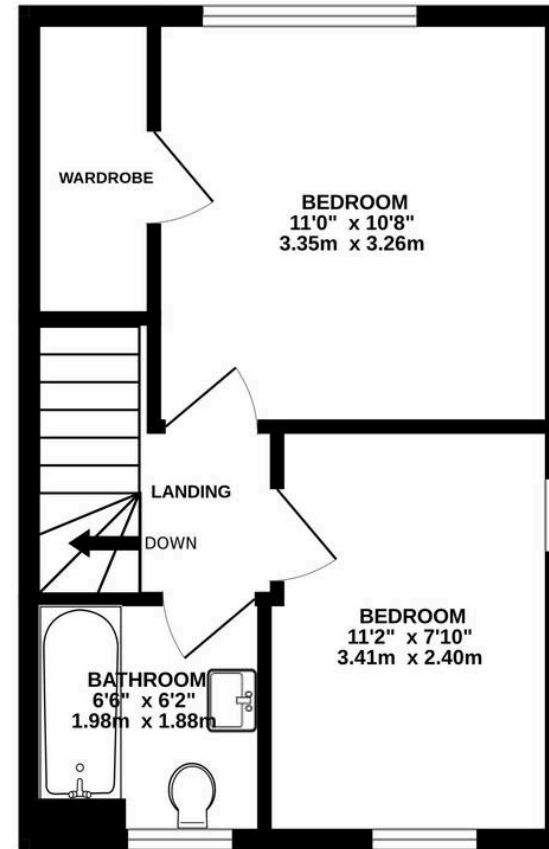 WARDROBE
BEDROOM
11'0" x 10'8"
3.35m x 3.26m
LANDING
DOWN
BEDROOM
11'2" x 7'10"
3.41m x 2.40m
BATHROOM
6'6" x 6'2"
1.98m x 1.88m